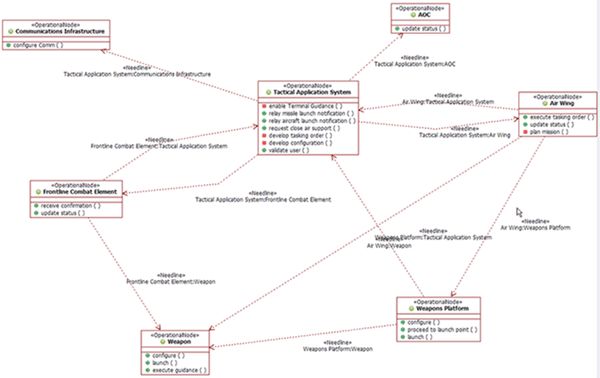 «OperationalNode»
AOC
update status ( )
«OperationalNode»
Communications Infrastructure
configure Comm ( )
«Needline»
Tactical Application System:Communications Infrastructure
«Needline»
Tactical Application System:AOC
«OperationalNode»
Tactical Application System
enable Terminal Guidance ( )
relay missle launch notification ( )
relay aircraft launch notification ( )
request close air support ( )
develop tasking order ( )
develop configuration ( )
validate user ( )
«Needline»
Air Wing:Tactical Application System
«Needline»
Tactical Application System:Air Wing
«OperationalNode»
Air Wing
execute tasking order ( )
update status ( )
plan mission ( )
«Needline»
Frontline Combat Element:Tactical Application System
«OperationalNode»
Frontline Combat Element
receive confirmation ( )
update status ( )
«Needline»
Tactical Application System:Frontline Combat Element
«Needline»
Weapons Platform:Tactical Application System
«Needline»
Air Wing:Weapon
«Needline»
Air Wing:Weapons Platform
«Needline»
Frontline Combat Element:Weapon
«OperationalNode»
Weapons Platform
configure ( )
proceed to launch point ( )
launch ( )
«OperationalNode»
Weapon
configure ( )
launch ( )
execute guidance ( )
«Needline»
Weapons Platform:Weapon